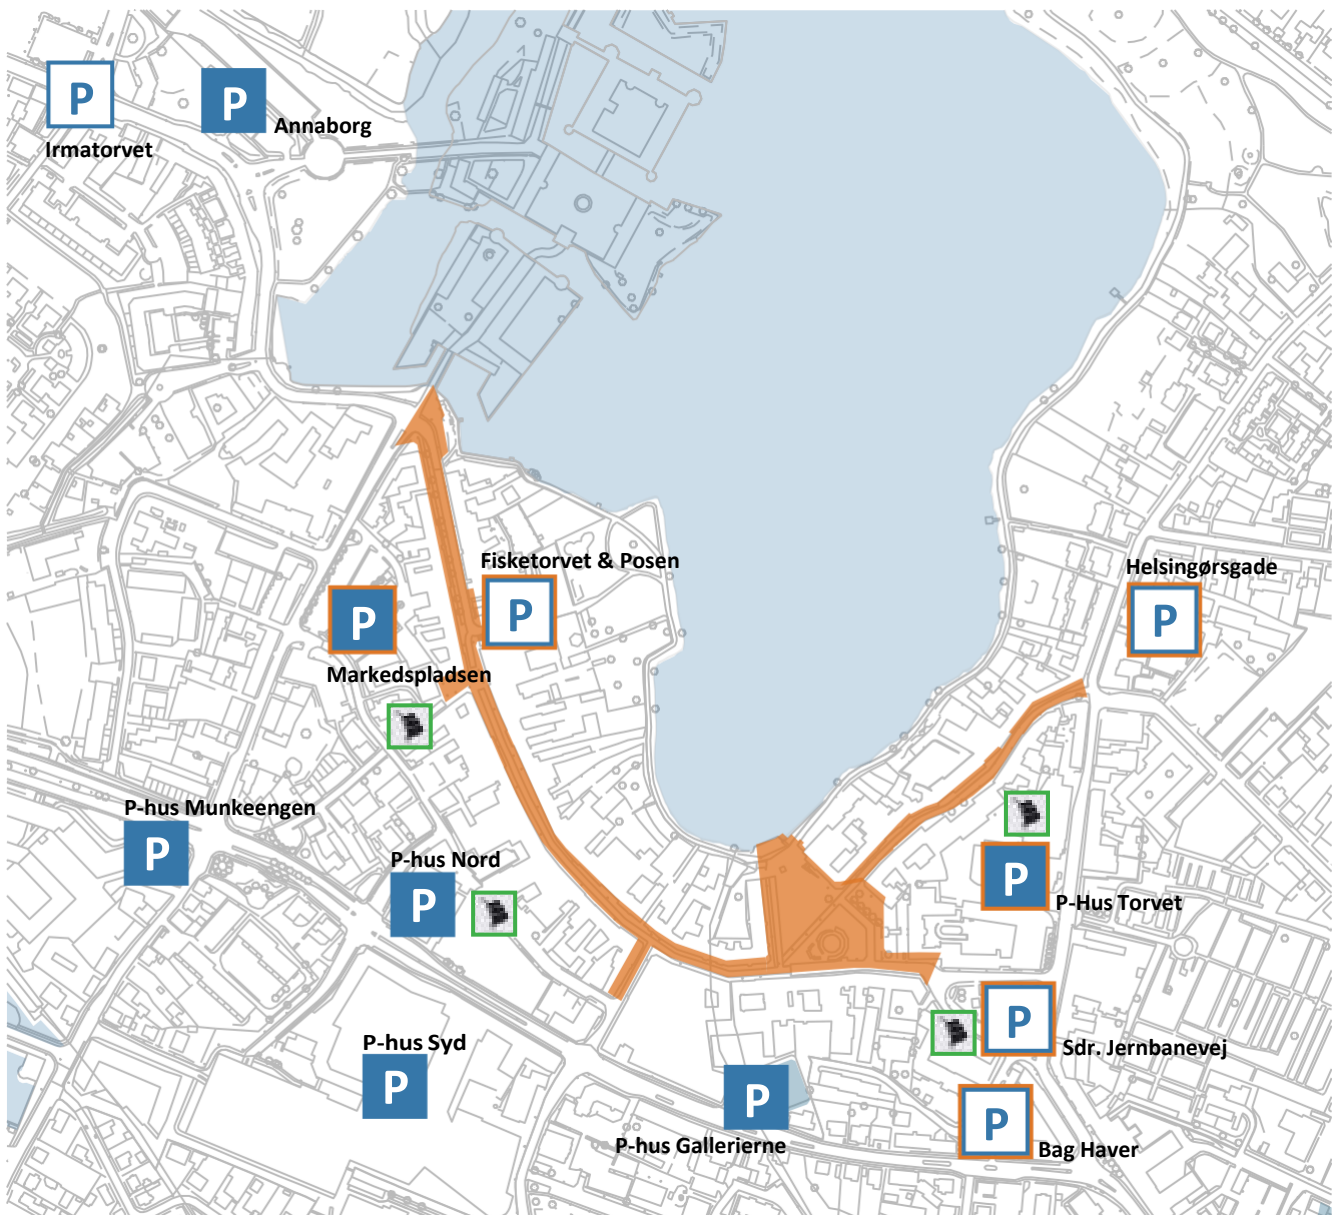 P
P
Annaborg
Irmatorvet
Fisketorvet & Posen
P
Helsingørsgade
P
P
Markedspladsen
P-hus Munkeengen
P
P-hus Nord
P
P
P-Hus Torvet
P
Sdr. Jernbanevej
P-hus Syd
P
P
P-hus Gallerierne
P
Bag Haver